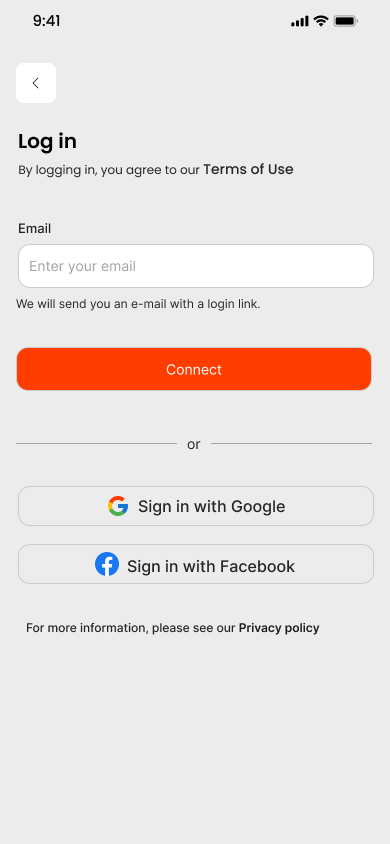 9:41
Log in
By logging in, you agree to our Terms of Use
Email
Enter your email
We will send you an e-mail with a login link.
Connect
or
Sign in with Google
Sign in with Facebook
For more information, please see our Privacy policy